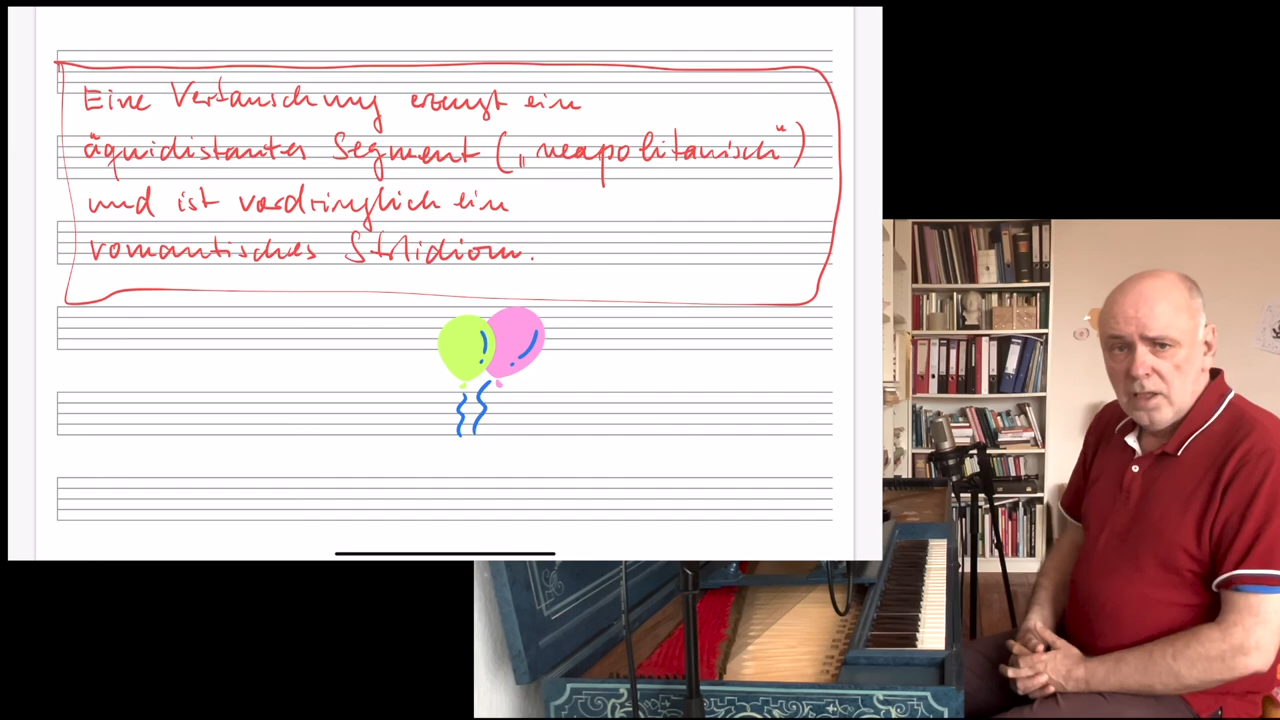 Eine Vertauschung erzeugt ein
äquidistantes Segment („neapolitanisch")
und ist vordringlich ein
romantisches Stilidiom.